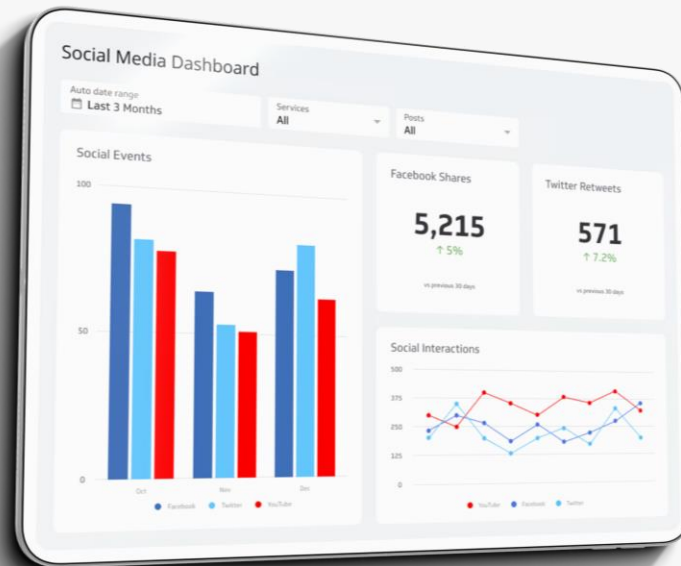 Social Media Dashboard
Auto date range
Last 3 Months
Services
All
Posts
All
Social Events
100
50
0
Oct
Nov
Dec
Facebook
Twitter
YouTube
Facebook Shares
5,215
↑ 5%
vs previous 30 days
Twitter Retweets
571
↑ 7.2%
vs previous 30 days
Social Interactions
500
375
250
125
0
YouTube
Facebook
Twitter